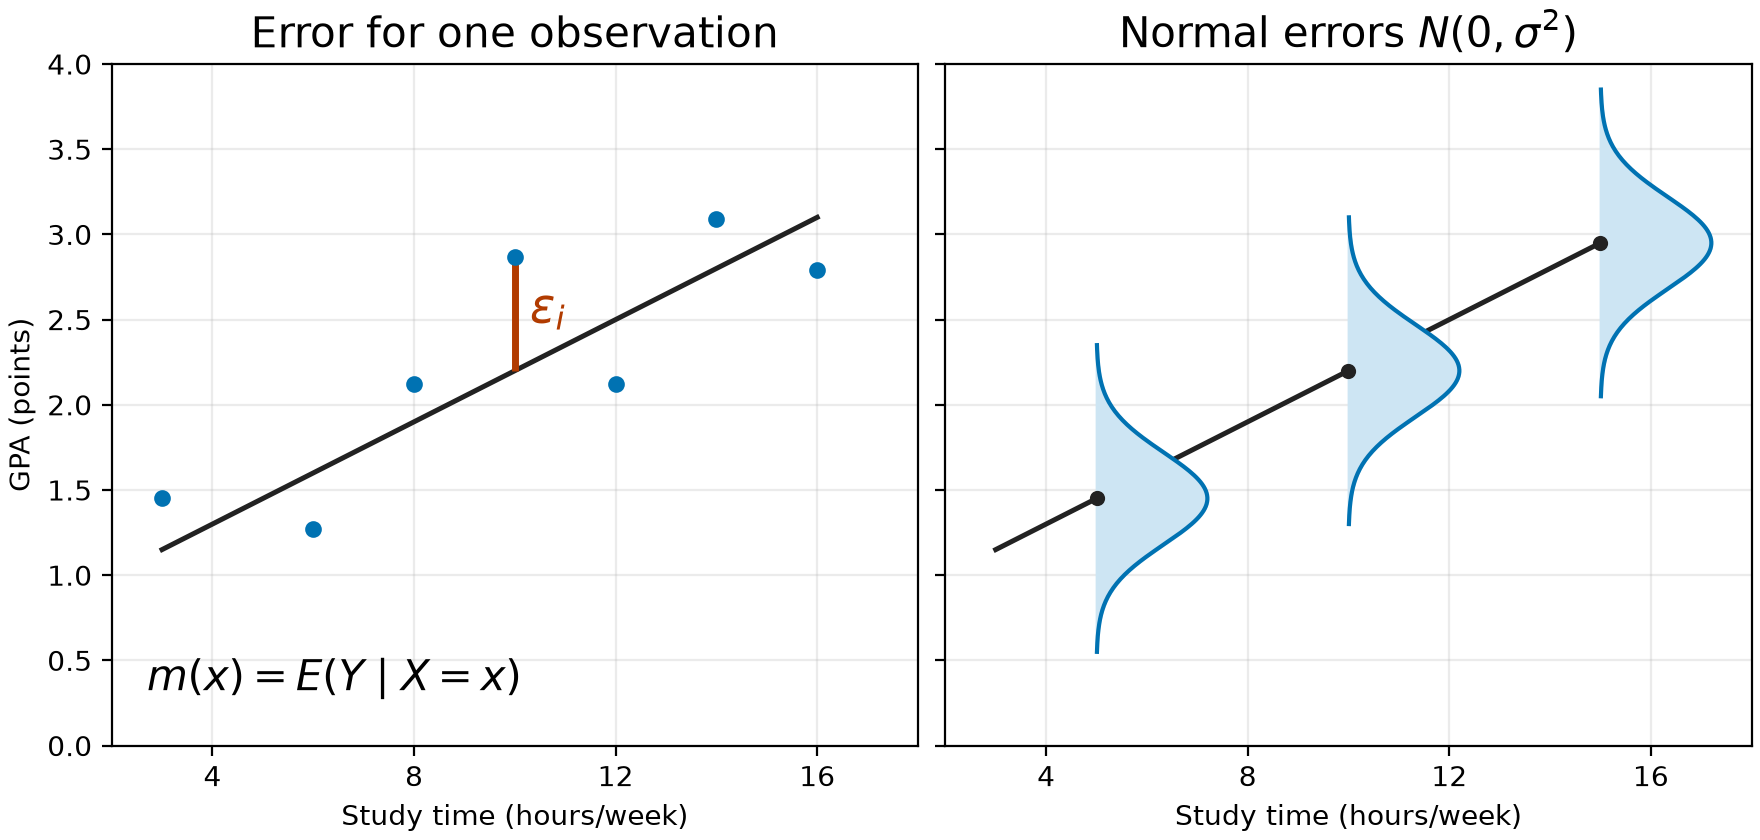 Error for one observation
4.0
3.5
3.0
2.5
2.0
1.5
1.0
0.5
0.0
GPA (points)
εᵢ
m(x) = E(Y | X = x)
4 8 12 16
Study time (hours/week)
Normal errors N(0, σ²)
4 8 12 16
Study time (hours/week)